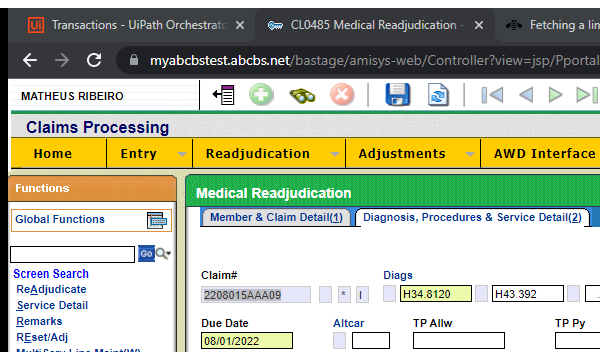 Transactions - UiPath Orchestrato
CL0485 Medical Readjudication -
Fetching a lin
myabcbstest.abcbs.net/bastage/amisys-web/Controller?view=jsp/Pportal
MATHEUS RIBEIRO
Claims Processing
Home Entry Readjudication Adjustments AWD Interface
Functions
Medical Readjudication
Global Functions
Member & Claim Detail(1) Diagnosis, Procedures & Service Detail(2)
Go
Screen Search
ReAdjudicate
Service Detail
Remarks
REset/Adj
MultiServ Line Maint(W)
Claim# Diags
2208015AAA09 * I H34.8120 H43.392 .
Due Date Altcar TP Allw TP Py
08/01/2022